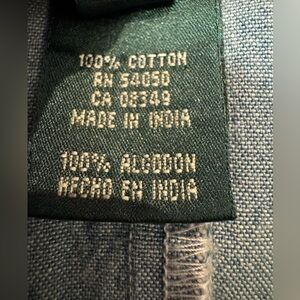 100% COTTON
RN 54050
CA 08349
MADE IN INDIA
100% ALGODON
HECHO EN INDIA